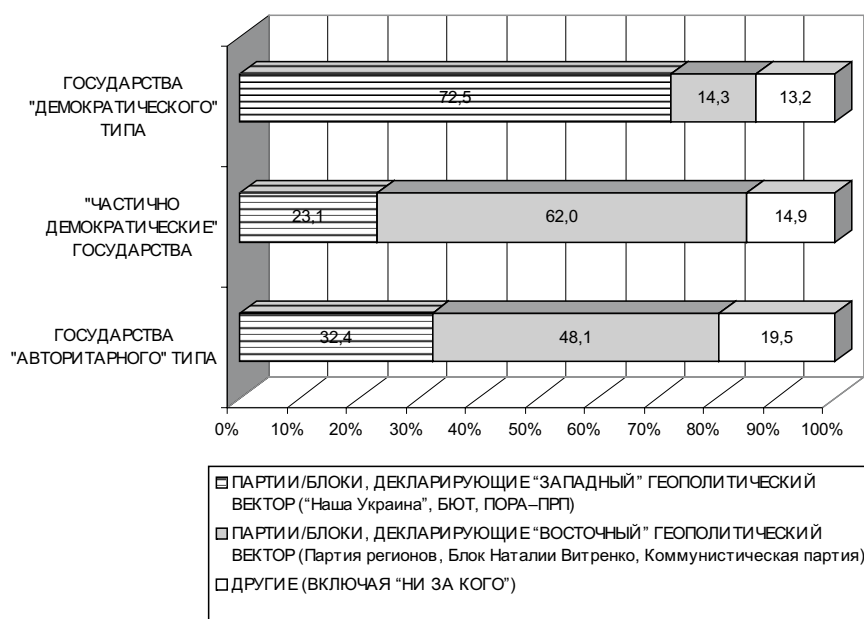 ГОСУДАРСТВА
"ДЕМОКРАТИЧЕСКОГО"
ТИПА
72,5
14,3
13,2
"ЧАСТИЧНО
ДЕМОКРАТИЧЕСКИЕ"
ГОСУДАРСТВА
23,1
62,0
14,9
ГОСУДАРСТВА
"АВТОРИТАРНОГО" ТИПА
32,4
48,1
19,5
0% 10% 20% 30% 40% 50% 60% 70% 80% 90% 100%
ПАРТИИ/БЛОКИ, ДЕКЛАРИРУЮЩИЕ “ЗАПАДНЫЙ” ГЕОПОЛИТИЧЕСКИЙ
ВЕКТОР (“Наша Украина”, БЮТ, ПОРА–ПРП)
ПАРТИИ/БЛОКИ, ДЕКЛАРИРУЮЩИЕ “ВОСТОЧНЫЙ” ГЕОПОЛИТИЧЕСКИЙ
ВЕКТОР (Партия регионов, Блок Наталии Витренко, Коммунистическая партия)
ДРУГИЕ (ВКЛЮЧАЯ “НИ ЗА КОГО”)